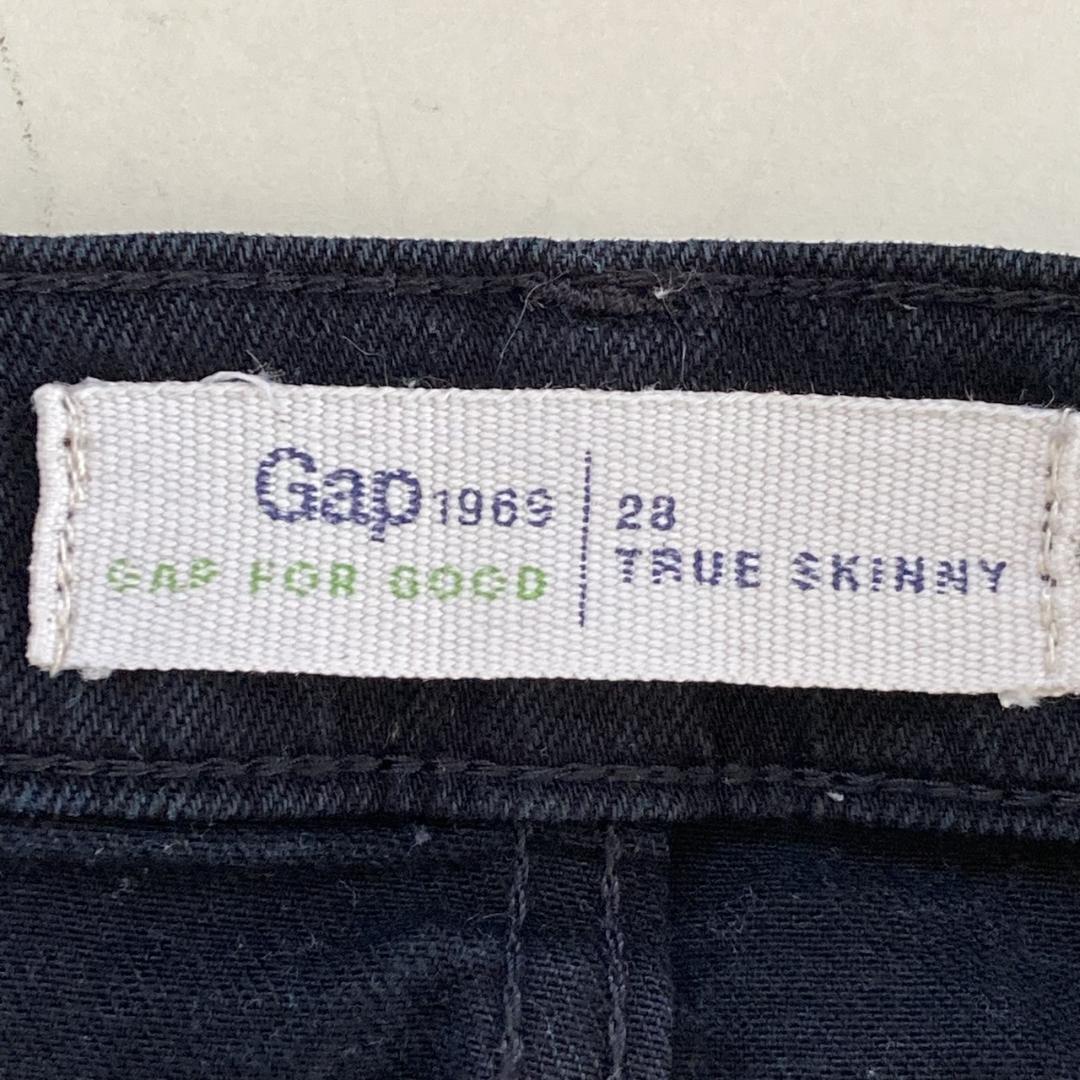 Gap 1969
GAP FOR GOOD
28
TRUE SKINNY